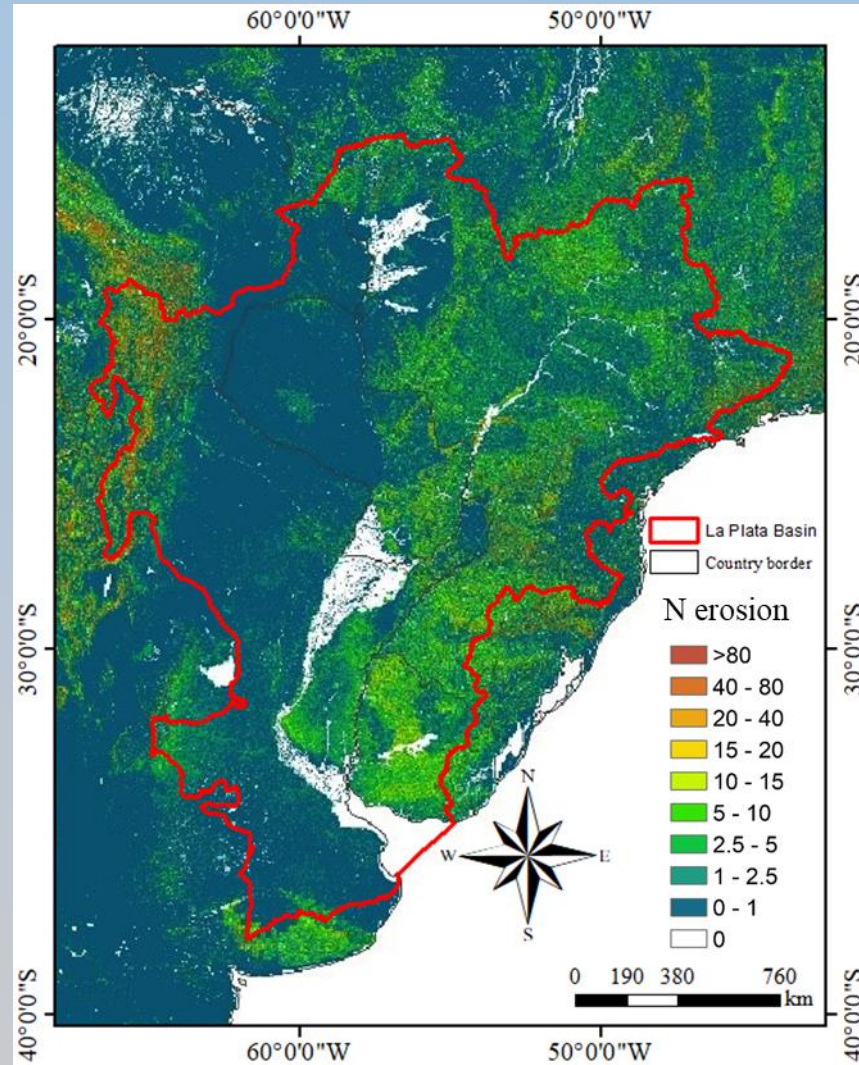 60°0'0"W 50°0'0"W
20°0'0"S 20°0'0"S
La Plata Basin
Country border
N erosion
30°0'0"S 30°0'0"S
>80
40 - 80
20 - 40
15 - 20
10 - 15
5 - 10
2.5 - 5
1 - 2.5
0 - 1
0
N
W E
S
0 190 380 760
km
40°0'0"S 40°0'0"S
60°0'0"W 50°0'0"W